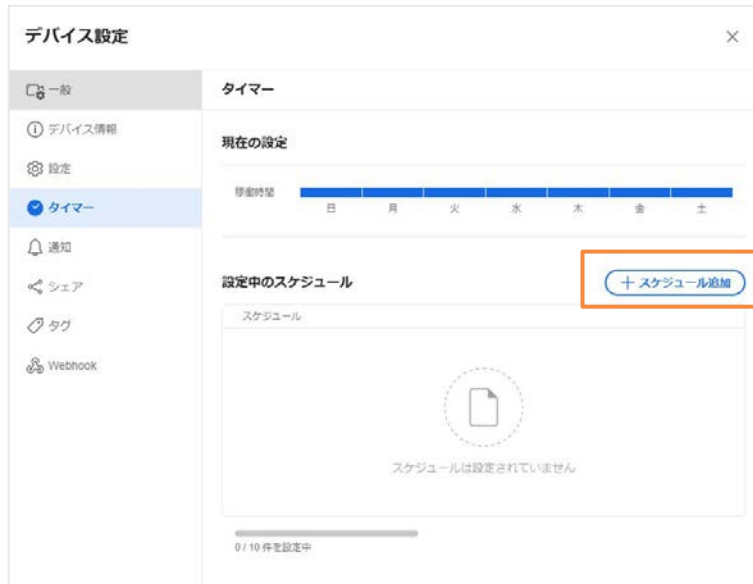 デバイス設定
一般
デバイス情報
設定
タイマー
通知
シェア
タグ
Webhook
タイマー
現在の設定
稼働時間
日 月 火 水 木 金 土
設定中のスケジュール
+ スケジュール追加
スケジュール
スケジュールは設定されていません
0 / 10 件を設定中